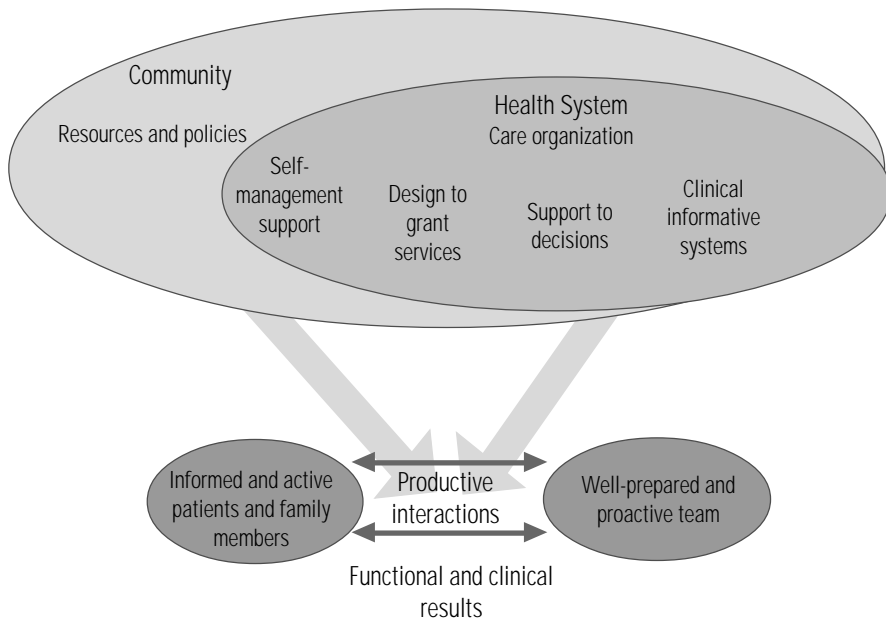 Community
Resources and policies
Health System
Care organization
Self-
management
support
Design to
grant
services
Support to
decisions
Clinical
informative
systems
Informed and active
patients and family
members
Productive
interactions
Well-prepared and
proactive team
Functional and clinical
results